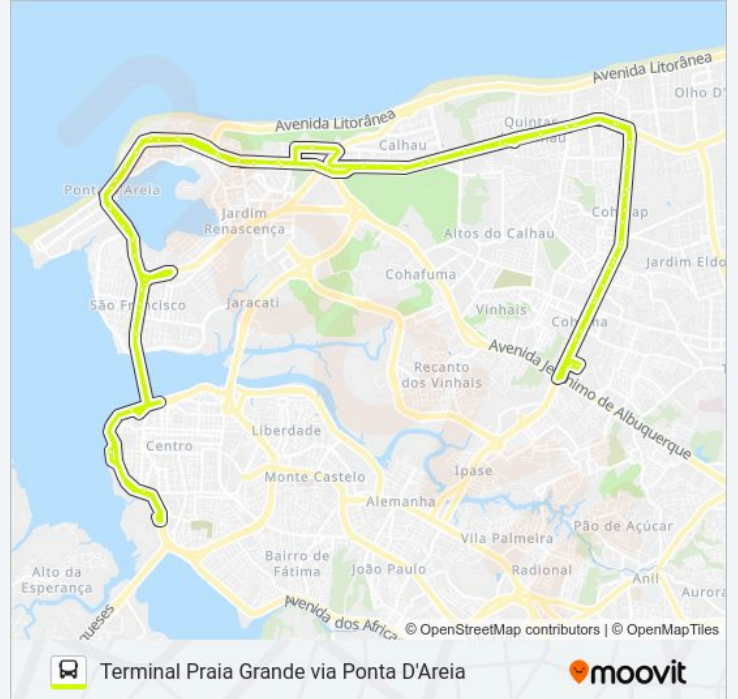 Avenida Litorânea
Olho D'
Avenida Litorânea
Quintas
Calhau
Calhau
Ponta D'Areia
Jardim
Renascença
Cohajap
Altos do Calhau
Jardim Eldo
Cohafuma
São Francisco
Jaracati
Vinhais
Cohama
Avenida Jerônimo de Albuquerque
Recanto
dos Vinhais
Liberdade
Centro
Ipase
Monte Castelo
Alemanha
Pão de Açúcar
Vila Palmeira
Bairro de
Fátima
João Paulo
Radional
Anil
Alto da
Esperança
Aurora
Avenida dos Africa
queses
© OpenStreetMap contributors | © OpenMapTiles
Terminal Praia Grande via Ponta D'Areia
moovit